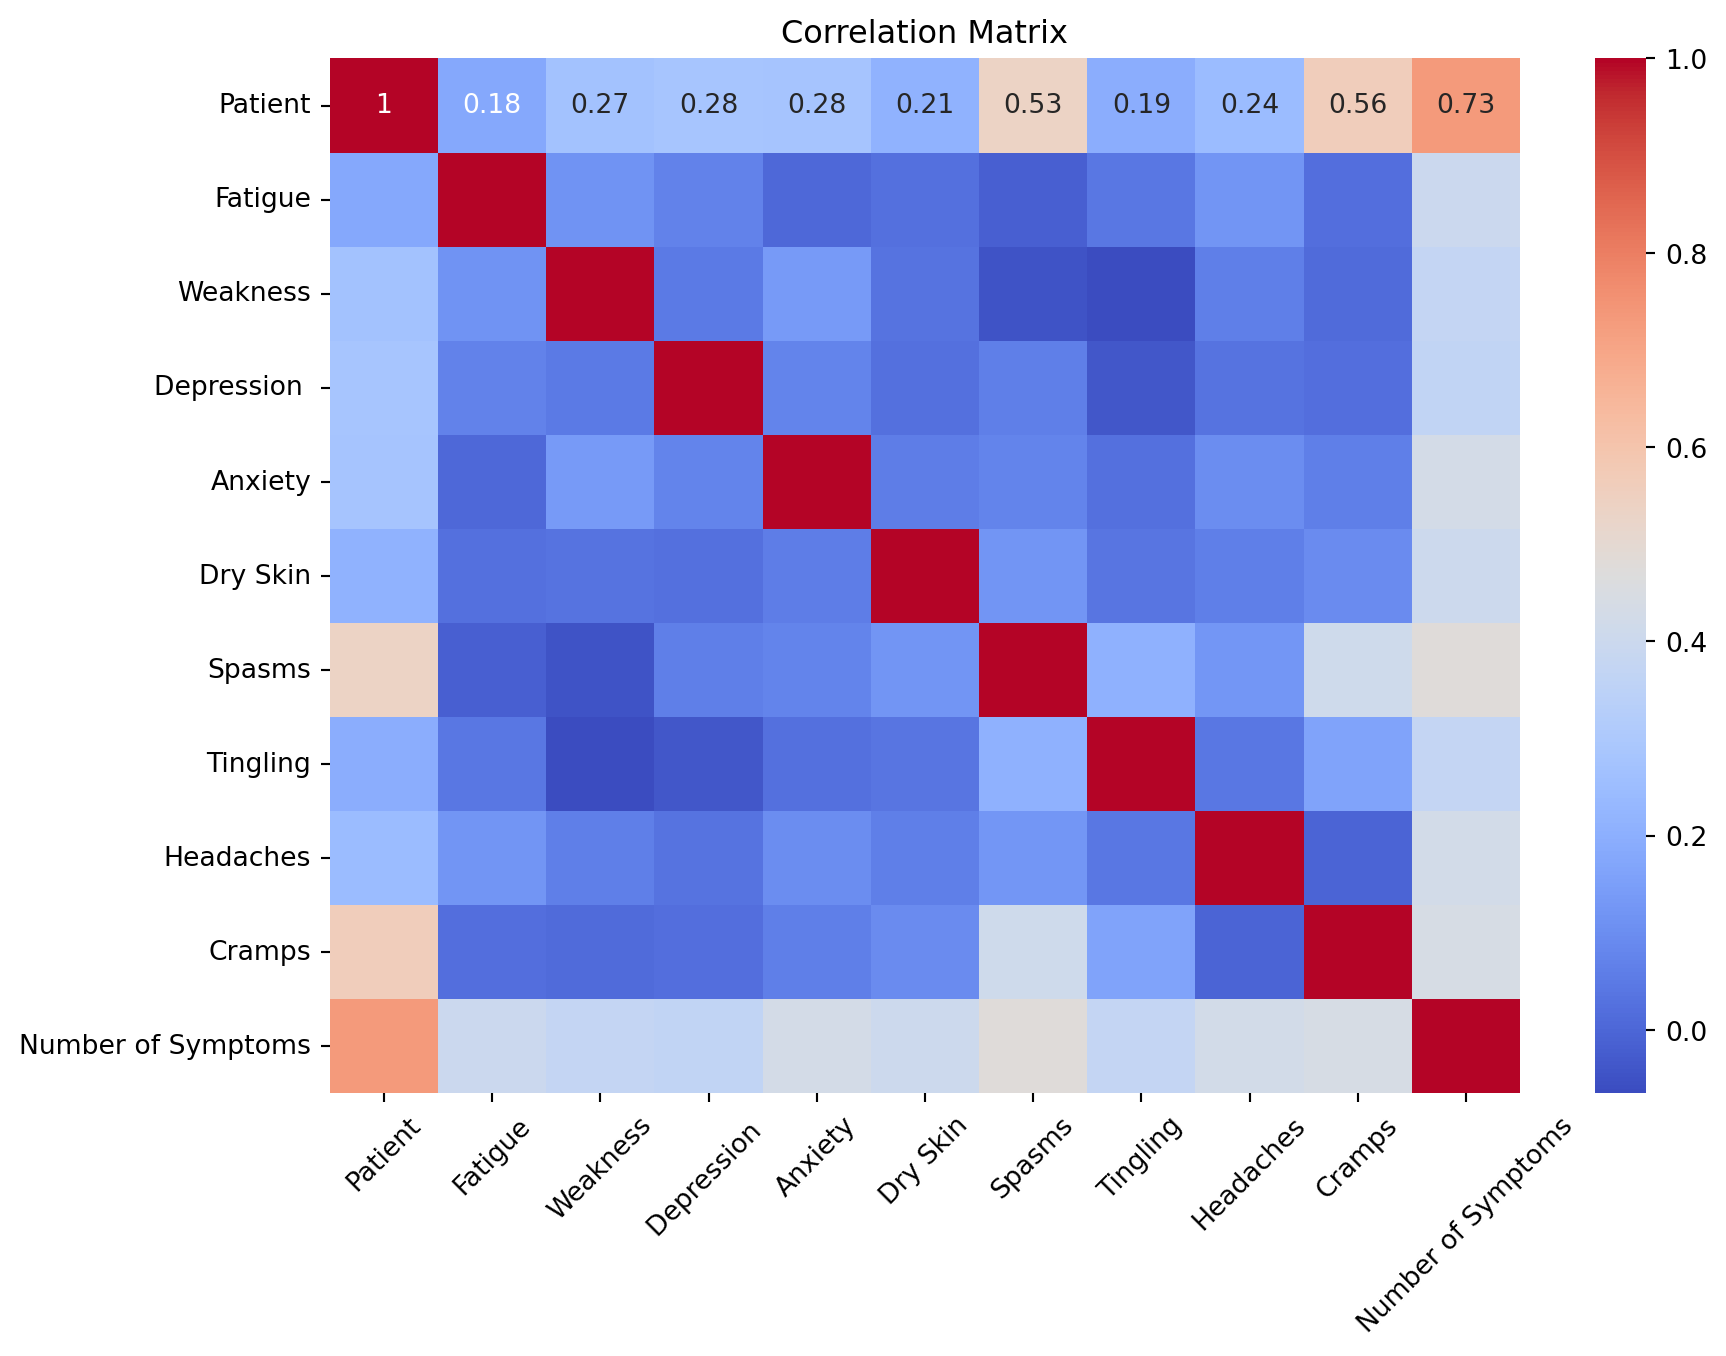 Correlation Matrix
Patient 1 0.18 0.27 0.28 0.28 0.21 0.53 0.19 0.24 0.56 0.73
Fatigue
Weakness
Depression
Anxiety
Dry Skin
Spasms
Tingling
Headaches
Cramps
Number of Symptoms
Patient Fatigue Weakness Depression Anxiety Dry Skin Spasms Tingling Headaches Cramps Number of Symptoms
1.0
0.8
0.6
0.4
0.2
0.0